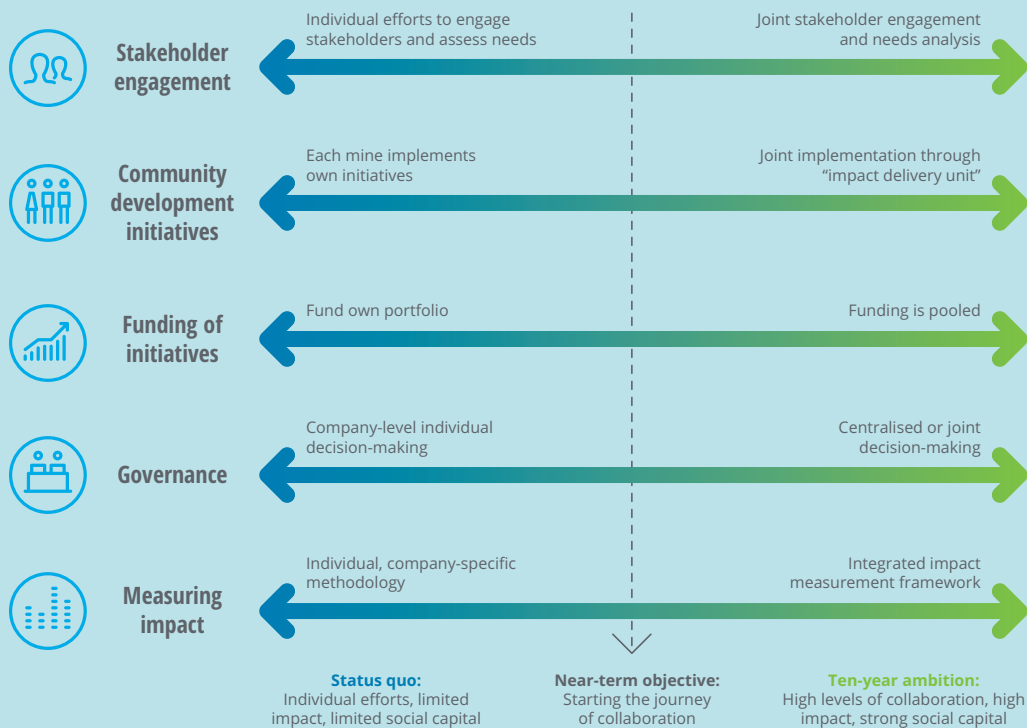 Stakeholder
engagement
Individual efforts to engage
stakeholders and assess needs
Joint stakeholder engagement
and needs analysis
Community
development
initiatives
Each mine implements
own initiatives
Joint implementation through
“impact delivery unit”
Funding of
initiatives
Fund own portfolio
Funding is pooled
Governance
Company-level individual
decision-making
Centralised or joint
decision-making
Measuring
impact
Individual, company-specific
methodology
Integrated impact
measurement framework
Status quo:
Individual efforts, limited
impact, limited social capital
Near-term objective:
Starting the journey
of collaboration
Ten-year ambition:
High levels of collaboration, high
impact, strong social capital